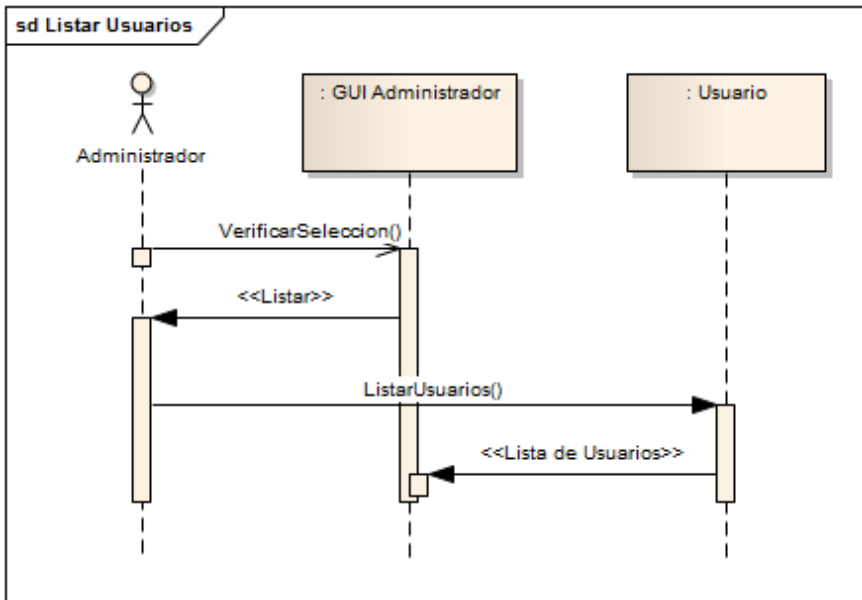 sd Listar Usuarios
: GUI Administrador
: Usuario
Administrador
VerificarSeleccion()
<<Listar>>
ListarUsuarios()
<<Lista de Usuarios>>